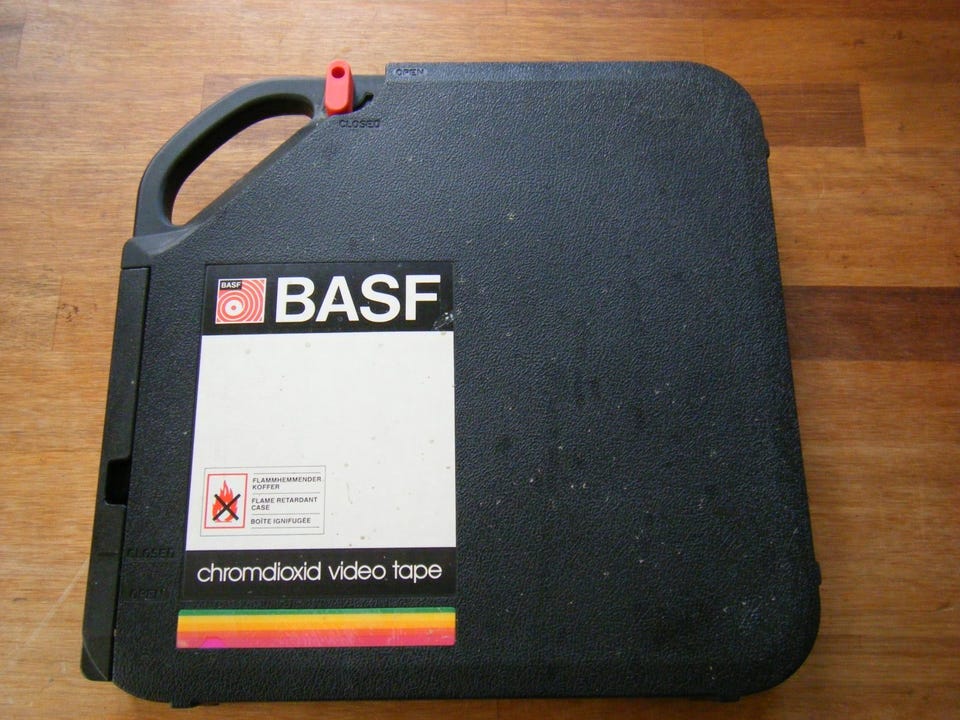 OPEN
CLOSED
BASF
BASF
FLAMMHEMMENDER
KOFFER
FLAME RETARDANT
CASE
BOÎTE IGNIFUGÉE
CLOSED
OPEN
chromdioxid video tape